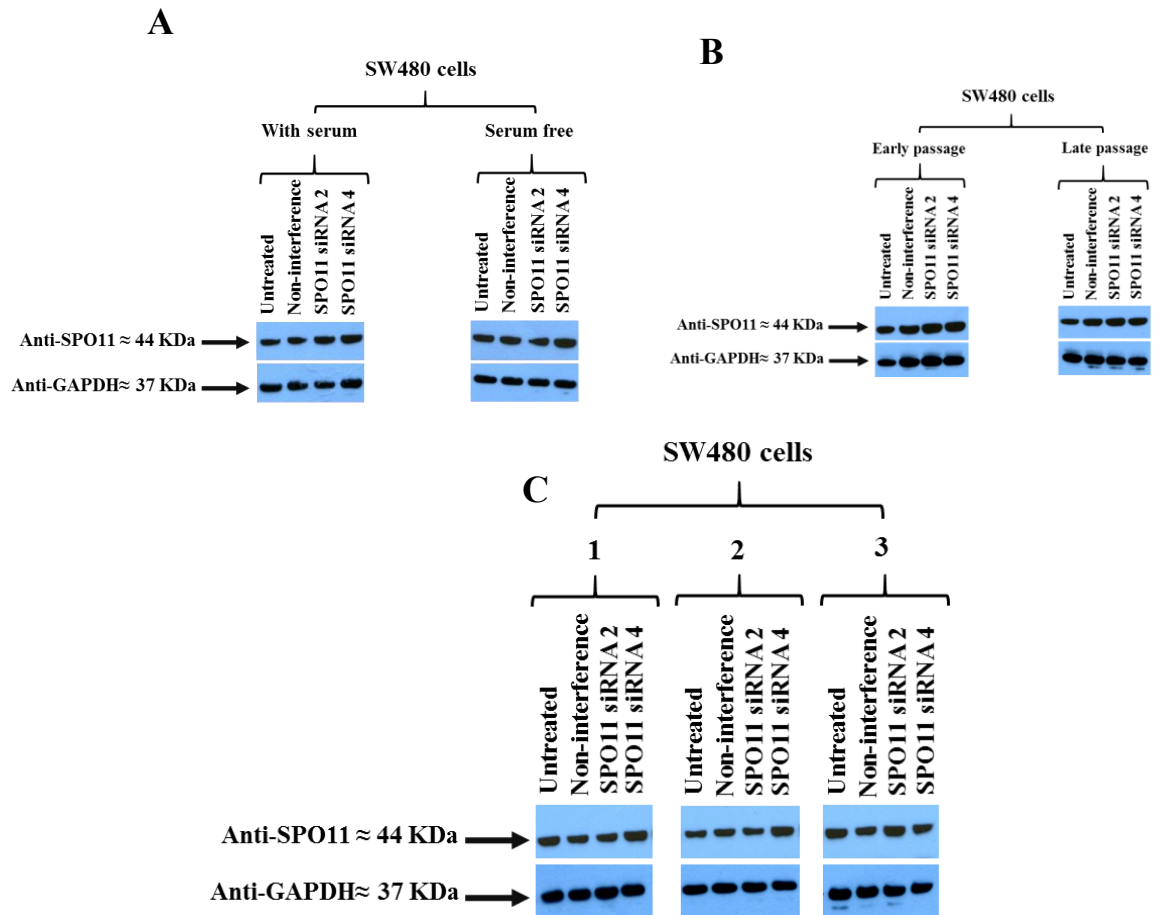 A
SW480 cells
With serum
Serum free
Untreated
Non-interference
SPO11 siRNA 2
SPO11 siRNA 4
Untreated
Non-interference
SPO11 siRNA 2
SPO11 siRNA 4
Anti-SPO11 ≈ 44 KDa
Anti-GAPDH≈ 37 KDa
B
SW480 cells
Early passage
Late passage
Untreated
Non-interference
SPO11 siRNA 2
SPO11 siRNA 4
Untreated
Non-interference
SPO11 siRNA 2
SPO11 siRNA 4
Anti-SPO11 ≈ 44 KDa
Anti-GAPDH≈ 37 KDa
C
SW480 cells
1
2
3
Untreated
Non-interference
SPO11 siRNA 2
SPO11 siRNA 4
Untreated
Non-interference
SPO11 siRNA 2
SPO11 siRNA 4
Untreated
Non-interference
SPO11 siRNA 2
SPO11 siRNA 4
Anti-SPO11 ≈ 44 KDa
Anti-GAPDH≈ 37 KDa